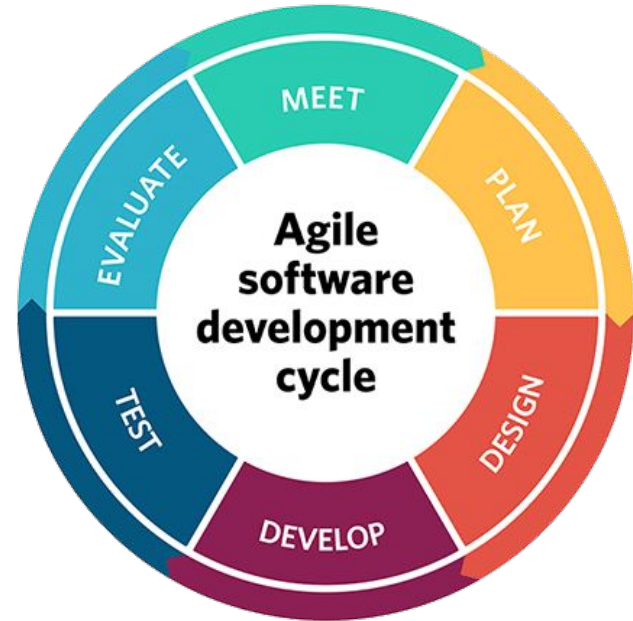 MEET
PLAN
DESIGN
DEVELOP
TEST
EVALUATE
Agile
software
development
cycle